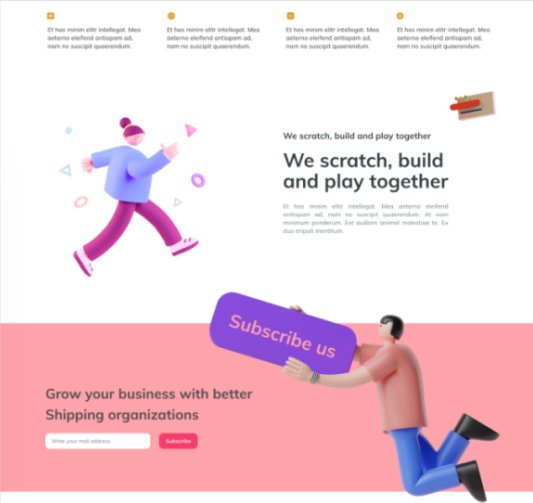 Et has minim elitr intellegat. Mea
aeterno eleifend antiopam ad,
nam no suscipit quaerendum.
Et has minim elitr intellegat. Mea
aeterno eleifend antiopam ad,
nam no suscipit quaerendum.
Et has minim elitr intellegat. Mea
aeterno eleifend antiopam ad,
nam no suscipit quaerendum.
Et has minim elitr intellegat. Mea
aeterno eleifend antiopam ad,
nam no suscipit quaerendum.
We scratch, build and play together
We scratch, build
and play together
Et has minim elitr intellegat. Mea aeterno eleifend
antiopam ad, nam no suscipit quaerendum. At nam
minimum ponderum. Est audiam animal molestiae te. Ex
duo eripuit mentitum.
Subscribe us
Grow your business with better
Shipping organizations
Write your mail address
Subscribe